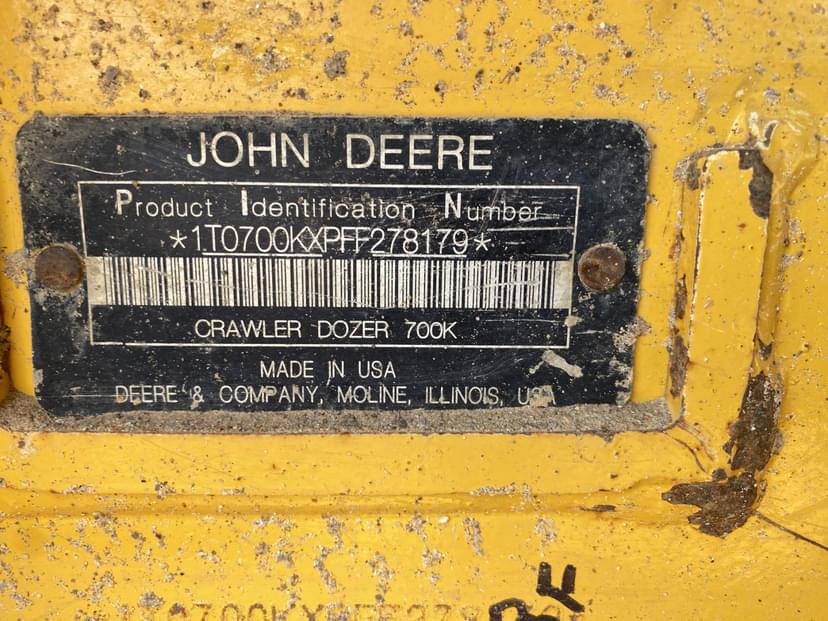 JOHN DEERE
Product Identification Number
*1T0700KXPFF278179*
CRAWLER DOZER 700K
MADE IN USA
DEERE & COMPANY, MOLINE, ILLINOIS, USA